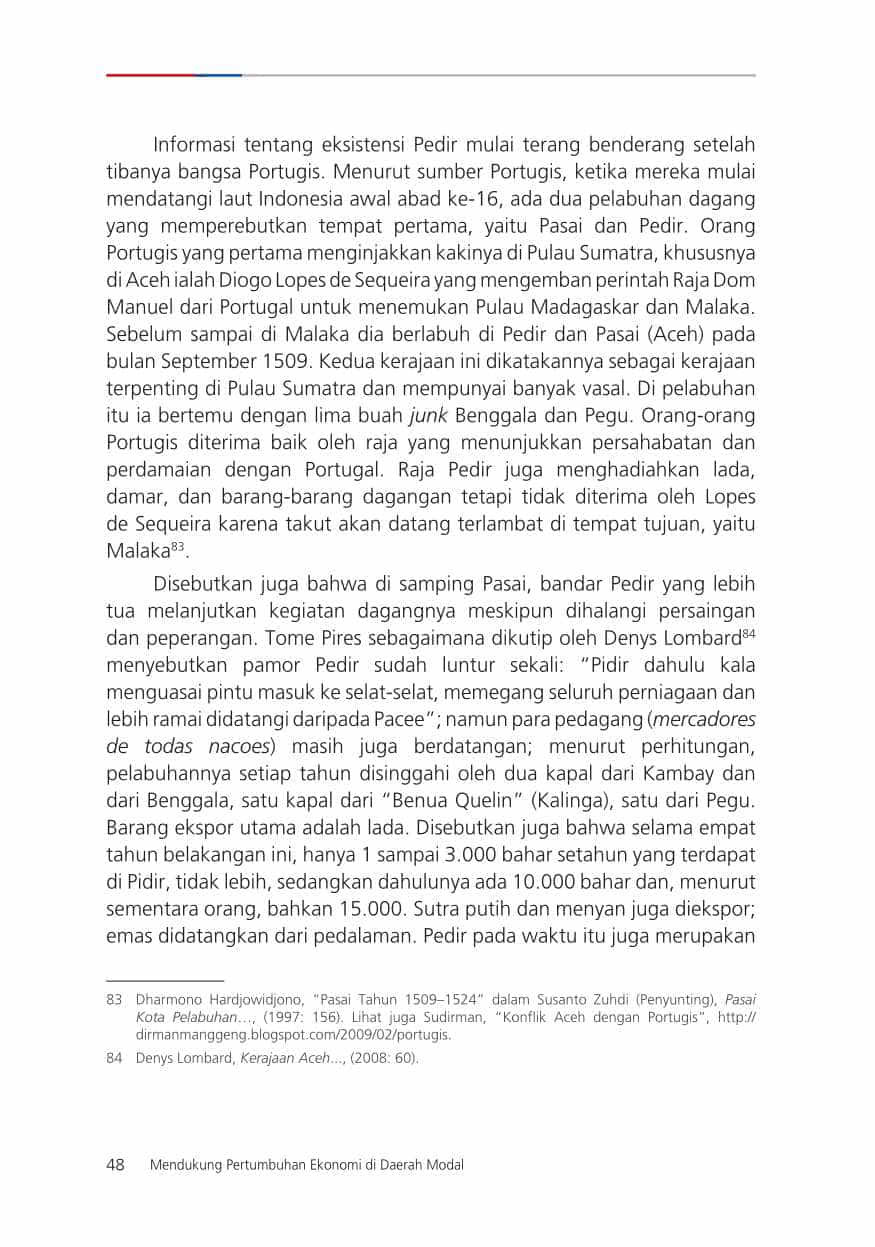 Informasi tentang eksistensi Pedir mulai terang benderang setelah
tibanya bangsa Portugis. Menurut sumber Portugis, ketika mereka mulai
mendatangi laut Indonesia awal abad ke-16, ada dua pelabuhan dagang
yang memperebutkan tempat pertama, yaitu Pasai dan Pedir. Orang
Portugis yang pertama menginjakkan kakinya di Pulau Sumatra, khususnya
di Aceh ialah Diogo Lopes de Sequeira yang mengemban perintah Raja Dom
Manuel dari Portugal untuk menemukan Pulau Madagaskar dan Malaka.
Sebelum sampai di Malaka dia berlabuh di Pedir dan Pasai (Aceh) pada
bulan September 1509. Kedua kerajaan ini dikatakannya sebagai kerajaan
terpenting di Pulau Sumatra dan mempunyai banyak vasal. Di pelabuhan
itu ia bertemu dengan lima buah junk Benggala dan Pegu. Orang-orang
Portugis diterima baik oleh raja yang menunjukkan persahabatan dan
perdamaian dengan Portugal. Raja Pedir juga menghadiahkan lada,
damar, dan barang-barang dagangan tetapi tidak diterima oleh Lopes
de Sequeira karena takut akan datang terlambat di tempat tujuan, yaitu
Malaka83.
Disebutkan juga bahwa di samping Pasai, bandar Pedir yang lebih
tua melanjutkan kegiatan dagangnya meskipun dihalangi persaingan
dan peperangan. Tome Pires sebagaimana dikutip oleh Denys Lombard84
menyebutkan pamor Pedir sudah luntur sekali: “Pidir dahulu kala
menguasai pintu masuk ke selat-selat, memegang seluruh perniagaan dan
lebih ramai didatangi daripada Pacee”; namun para pedagang (mercadores
de todas nacoes) masih juga berdatangan; menurut perhitungan,
pelabuhannya setiap tahun disinggahi oleh dua kapal dari Kambay dan
dari Benggala, satu kapal dari “Benua Quelin” (Kalinga), satu dari Pegu.
Barang ekspor utama adalah lada. Disebutkan juga bahwa selama empat
tahun belakangan ini, hanya 1 sampai 3.000 bahar setahun yang terdapat
di Pidir, tidak lebih, sedangkan dahulunya ada 10.000 bahar dan, menurut
sementara orang, bahkan 15.000. Sutra putih dan menyan juga diekspor;
emas didatangkan dari pedalaman. Pedir pada waktu itu juga merupakan
83 Dharmono Hardjowidjono, “Pasai Tahun 1509–1524” dalam Susanto Zuhdi (Penyunting), Pasai
Kota Pelabuhan…, (1997: 156). Lihat juga Sudirman, “Konflik Aceh dengan Portugis”, http://
dirmanmanggeng.blogspot.com/2009/02/portugis.
84 Denys Lombard, Kerajaan Aceh..., (2008: 60).
48 Mendukung Pertumbuhan Ekonomi di Daerah Modal